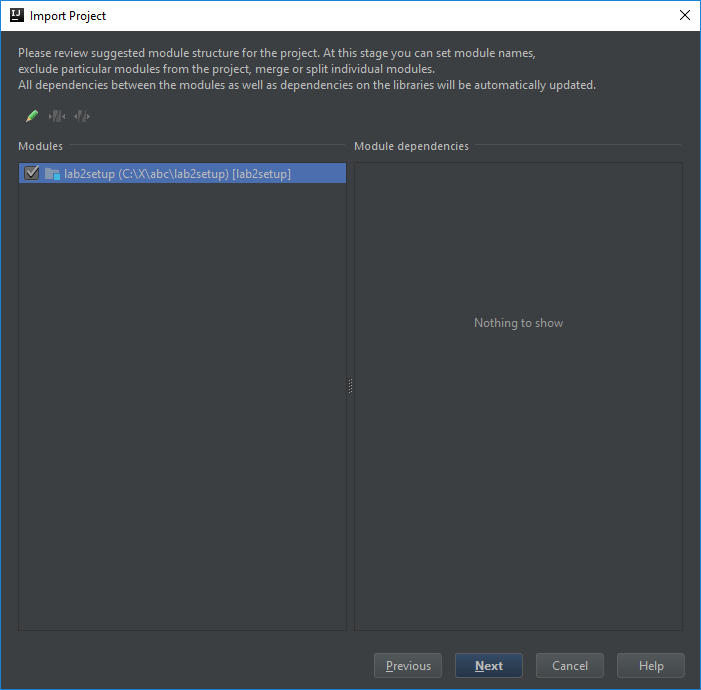 IJ Import Project
Please review suggested module structure for the project. At this stage you can set module names,
exclude particular modules from the project, merge or split individual modules.
All dependencies between the modules as well as dependencies on the libraries will be automatically updated.
Modules
Module dependencies
lab2setup (C:\X\abc\lab2setup) [lab2setup]
Nothing to show
Previous
Next
Cancel
Help